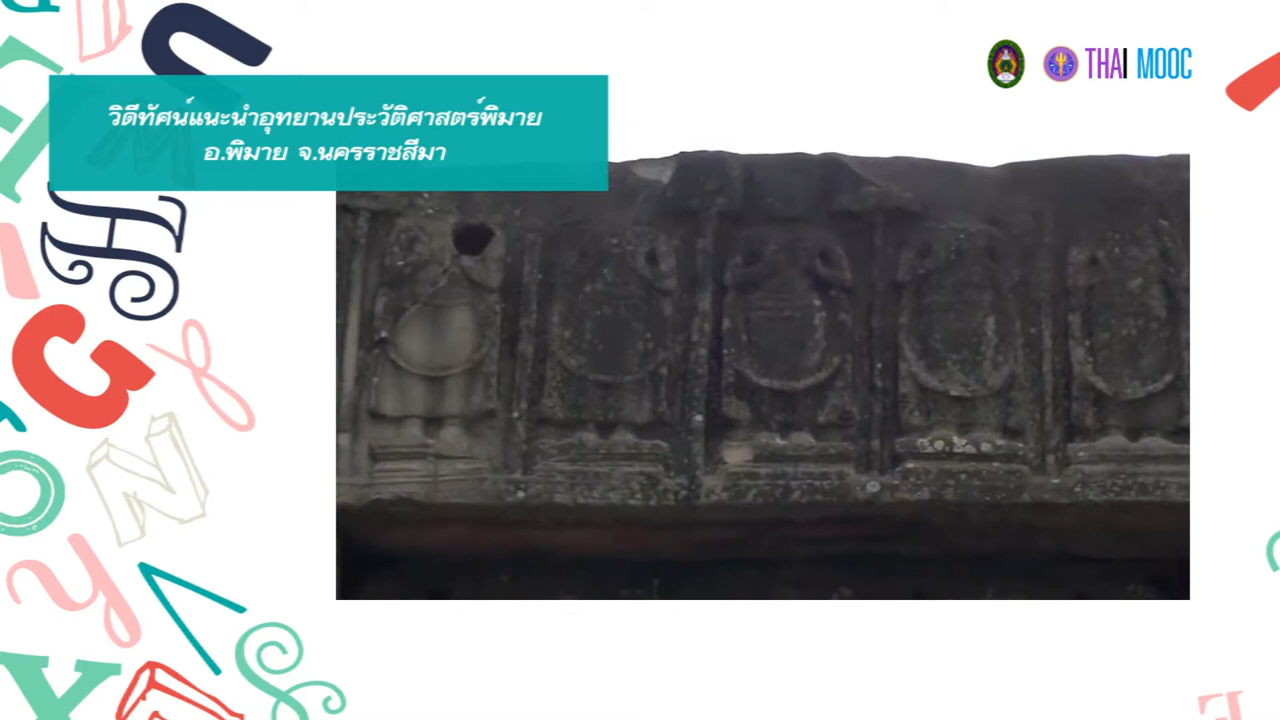 วิดีทัศน์แนะนำอุทยานประวัติศาสตร์พิมาย
อ.พิมาย จ.นครราชสีมา
THAI MOOC